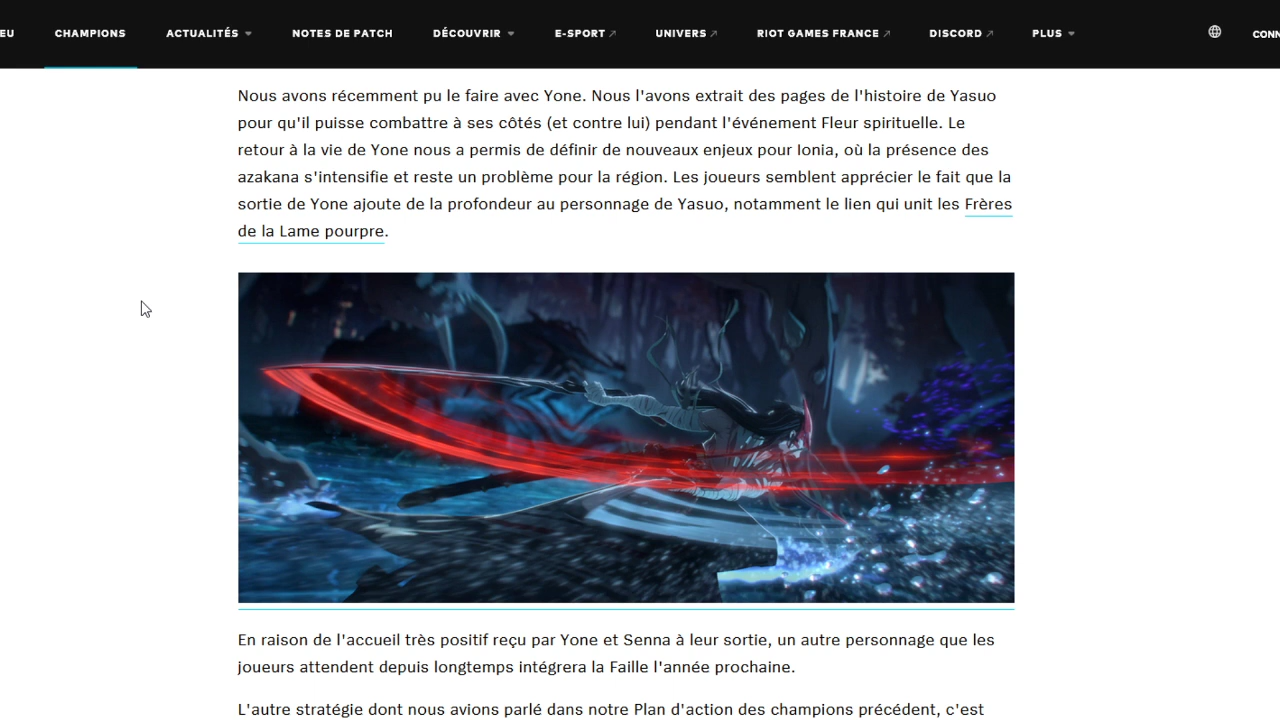 EU CHAMPIONS ACTUALITÉS NOTES DE PATCH DÉCOUVRIR E-SPORT UNIVERS RIOT GAMES FRANCE DISCORD PLUS CONN
Nous avons récemment pu le faire avec Yone. Nous l'avons extrait des pages de l'histoire de Yasuo
pour qu'il puisse combattre à ses côtés (et contre lui) pendant l'événement Fleur spirituelle. Le
retour à la vie de Yone nous a permis de définir de nouveaux enjeux pour Ionia, où la présence des
azakana s'intensifie et reste un problème pour la région. Les joueurs semblent apprécier le fait que la
sortie de Yone ajoute de la profondeur au personnage de Yasuo, notamment le lien qui unit les Frères
de la Lame pourpre.
En raison de l'accueil très positif reçu par Yone et Senna à leur sortie, un autre personnage que les
joueurs attendent depuis longtemps intégrera la Faille l'année prochaine.
L'autre stratégie dont nous avions parlé dans notre Plan d'action des champions précédent, c'est